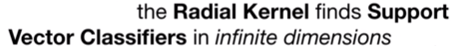 the Radial Kernel finds Support
Vector Classifiers in infinite dimensions